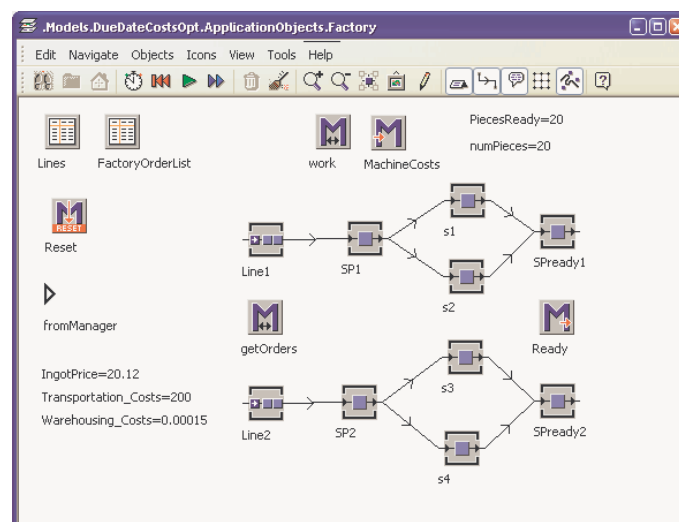 .Models.DueDateCostsOpt.ApplicationObjects.Factory
Edit Navigate Objects Icons View Tools Help
Lines FactoryOrderList work MachineCosts
PiecesReady=20
numPieces=20
RESET
Reset
Line1 SP1 s1 s2 SPready1
fromManager
getOrders
Ready
IngotPrice=20.12
Transportation_Costs=200
Warehousing_Costs=0.00015
Line2 SP2 s3 s4 SPready2